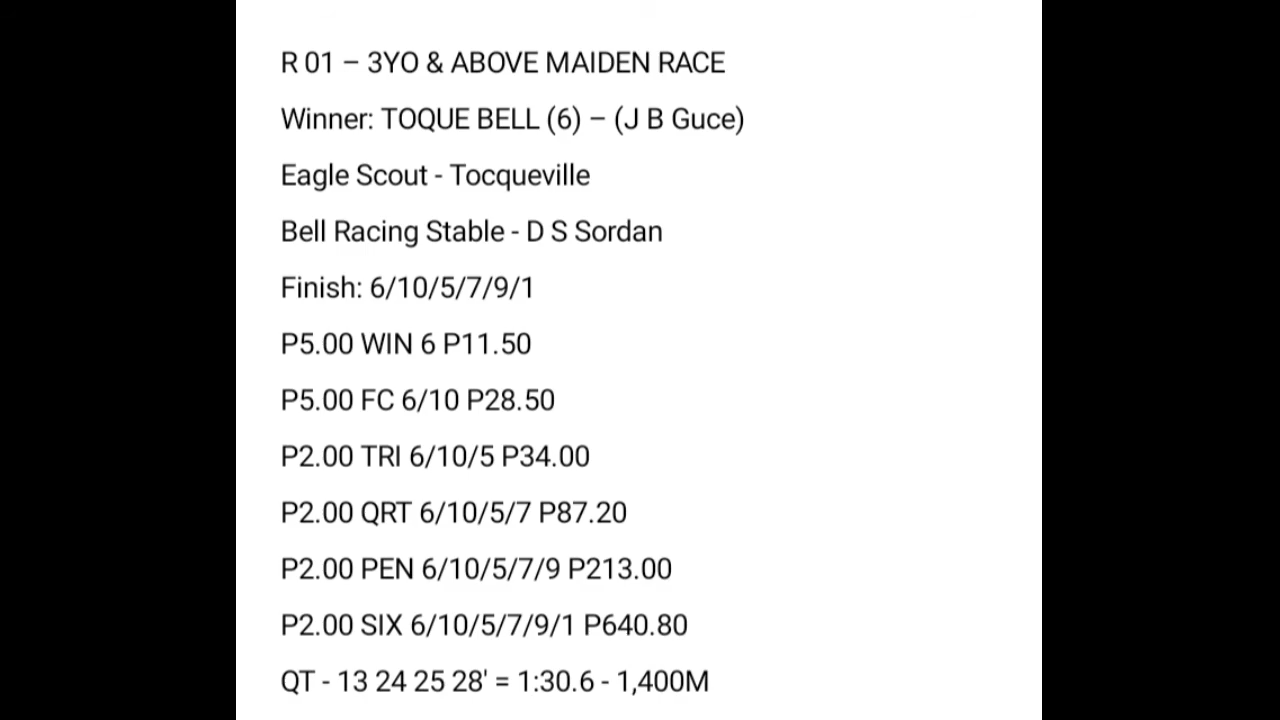 R 01 – 3YO & ABOVE MAIDEN RACE
Winner: TOQUE BELL (6) – (J B Guce)
Eagle Scout - Tocqueville
Bell Racing Stable - D S Sordan
Finish: 6/10/5/7/9/1
P5.00 WIN 6 P11.50
P5.00 FC 6/10 P28.50
P2.00 TRI 6/10/5 P34.00
P2.00 QRT 6/10/5/7 P87.20
P2.00 PEN 6/10/5/7/9 P213.00
P2.00 SIX 6/10/5/7/9/1 P640.80
QT - 13 24 25 28' = 1:30.6 - 1,400M